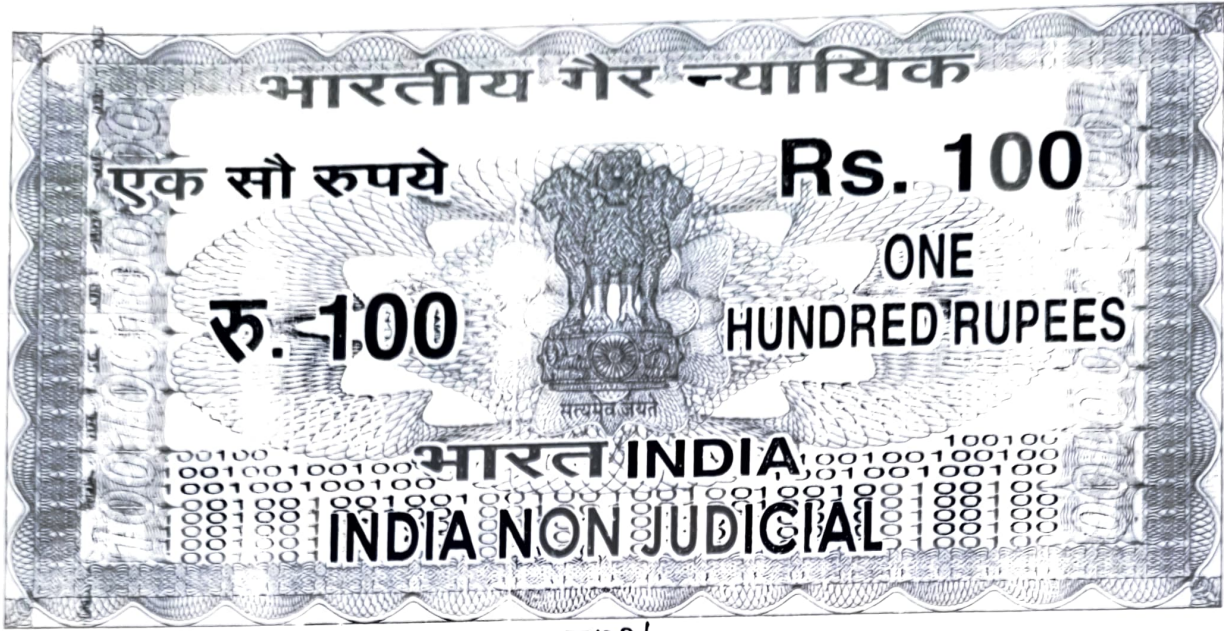 भारतीय गैर न्यायिक
एक सौ रुपये
Rs. 100
रु. 100
ONE
HUNDRED RUPEES
सत्यमेव जयते
भारत INDIA
INDIA NON JUDICIAL